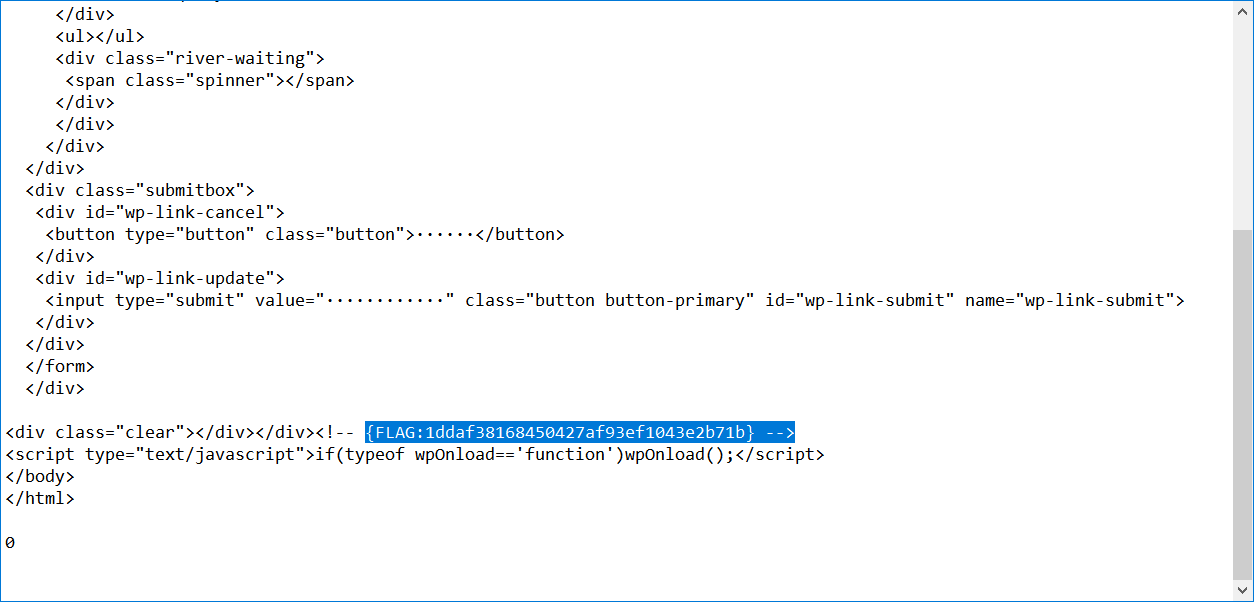 </div>
<ul></ul>
<div class="river-waiting">
<span class="spinner"></span>
</div>
</div>
</div>
</div>
<div class="submitbox">
<div id="wp-link-cancel">
<button type="button" class="button">······</button>
</div>
<div id="wp-link-update">
<input type="submit" value="············" class="button button-primary" id="wp-link-submit" name="wp-link-submit">
</div>
</div>
</form>
</div>
<div class="clear"></div></div><!-- {FLAG:1ddaf38168450427af93ef1043e2b71b} -->
<script type="text/javascript">if(typeof wpOnload=='function')wpOnload();</script>
</body>
</html>
0